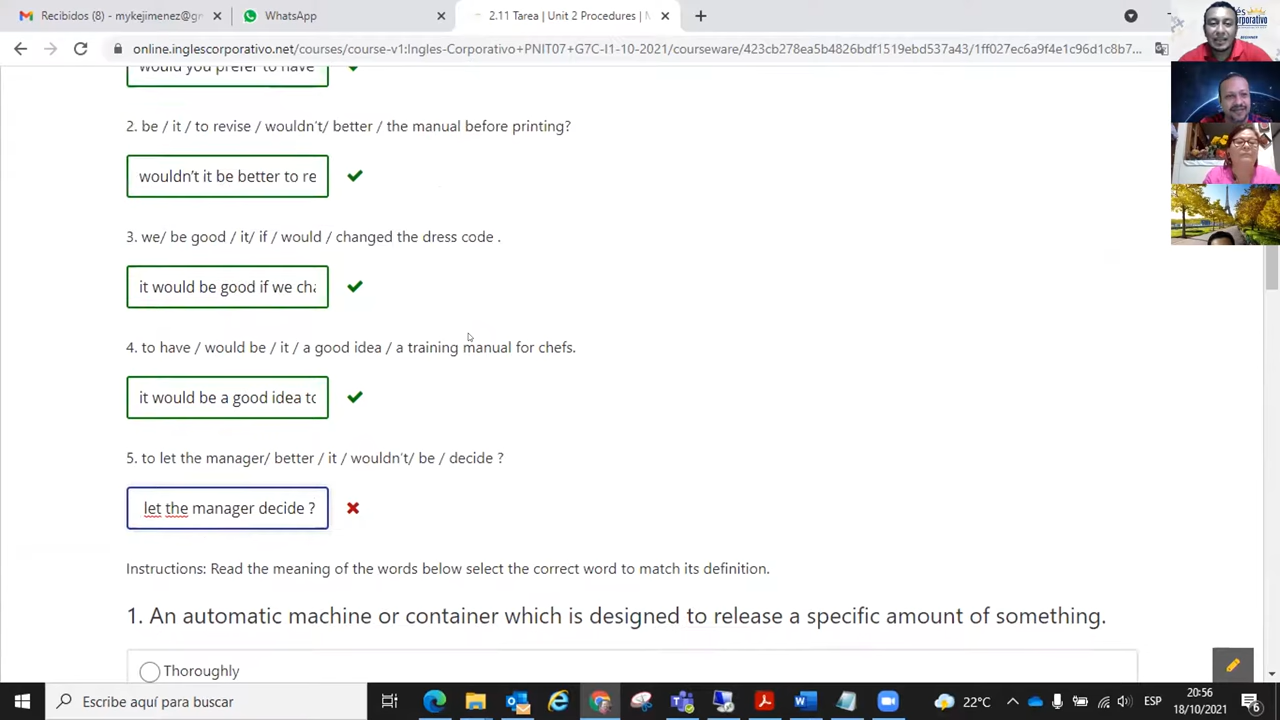 Recibidos (8) - mykejimenez@gm
WhatsApp
2.11 Tarea | Unit 2 Procedures | M
online.inglescorporativo.net/courses/course-v1:Ingles-Corporativo+PNIT07+G7C-I1-10-2021/courseware/423cb278ea5b4826bdf1519ebd537a43/1ff027ec6a9f4e1c96d1c8b7...
would you prefer to have
2. be / it / to revise / wouldn't/ better / the manual before printing?
wouldn't it be better to re
3. we/ be good / it/ if / would / changed the dress code .
it would be good if we cha
4. to have / would be / it / a good idea / a training manual for chefs.
it would be a good idea to
5. to let the manager/ better / it / wouldn't/ be / decide ?
let the manager decide ?
Instructions: Read the meaning of the words below select the correct word to match its definition.
1. An automatic machine or container which is designed to release a specific amount of something.
Thoroughly
Escribe aquí para buscar
22°C
ESP
20:56
18/10/2021
6